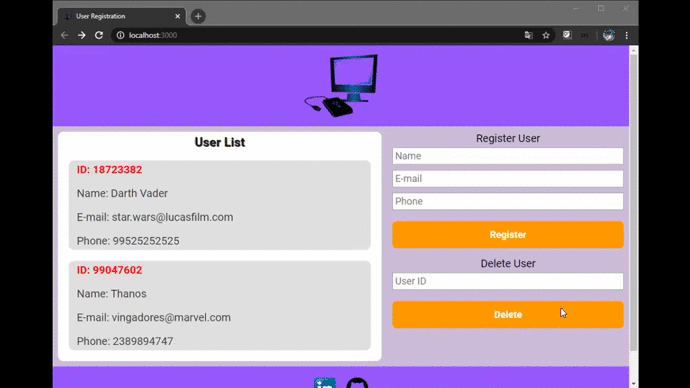 User Registration
localhost:3000
User List
ID: 18723382
Name: Darth Vader
E-mail: star.wars@lucasfilm.com
Phone: 99525252525
ID: 99047602
Name: Thanos
E-mail: vingadores@marvel.com
Phone: 2389894747
Register User
Name
E-mail
Phone
Register
Delete User
User ID
Delete
in